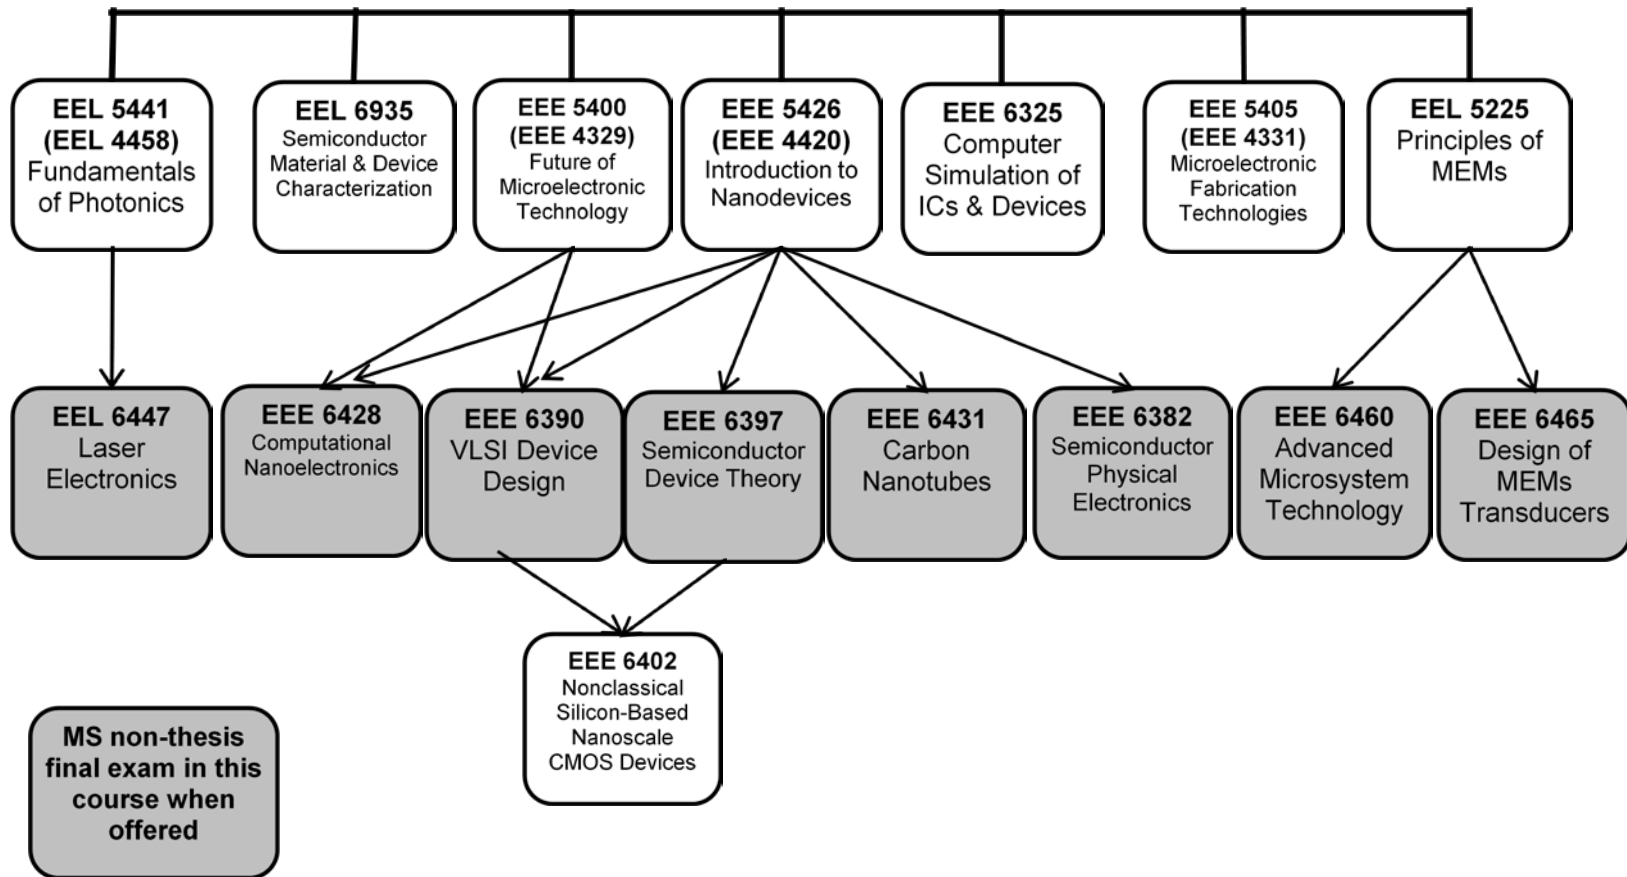 EEL 5441
(EEL 4458)
Fundamentals
of Photonics
EEL 6935
Semiconductor
Material & Device
Characterization
EEE 5400
(EEE 4329)
Future of
Microelectronic
Technology
EEE 5426
(EEE 4420)
Introduction to
Nanodevices
EEE 6325
Computer
Simulation of
ICs & Devices
EEE 5405
(EEE 4331)
Microelectronic
Fabrication
Technologies
EEL 5225
Principles of
MEMs
EEL 6447
Laser
Electronics
EEE 6428
Computational
Nanoelectronics
EEE 6390
VLSI Device
Design
EEE 6397
Semiconductor
Device Theory
EEE 6431
Carbon
Nanotubes
EEE 6382
Semiconductor
Physical
Electronics
EEE 6460
Advanced
Microsystem
Technology
EEE 6465
Design of
MEMs
Transducers
EEE 6402
Nonclassical
Silicon-Based
Nanoscale
CMOS Devices
MS non-thesis
final exam in this
course when
offered